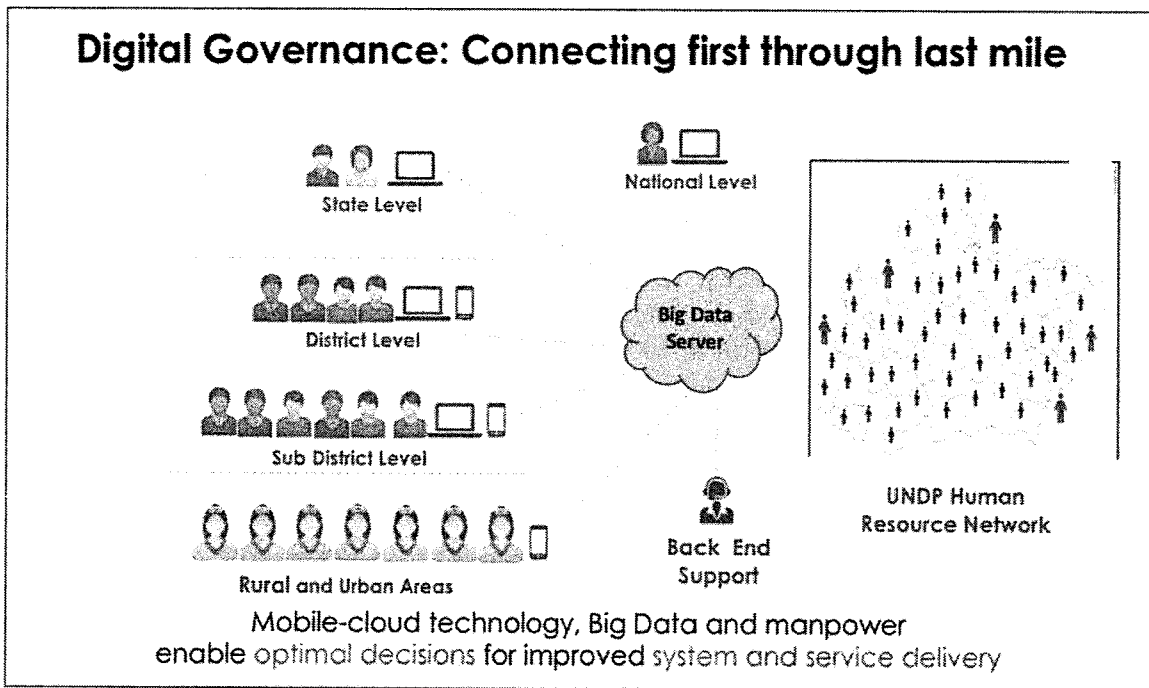 Digital Governance: Connecting first through last mile
State Level
National Level
District Level
Big Data
Server
Sub District Level
UNDP Human
Resource Network
Back End
Support
Rural and Urban Areas
Mobile-cloud technology, Big Data and manpower
enable optimal decisions for improved system and service delivery